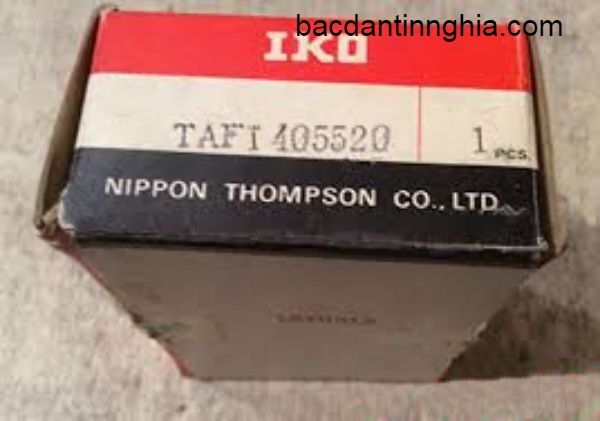 bacdantinnghia.com
IKO
TAFI 405520
1 PCS.
NIPPON THOMPSON CO., LTD.